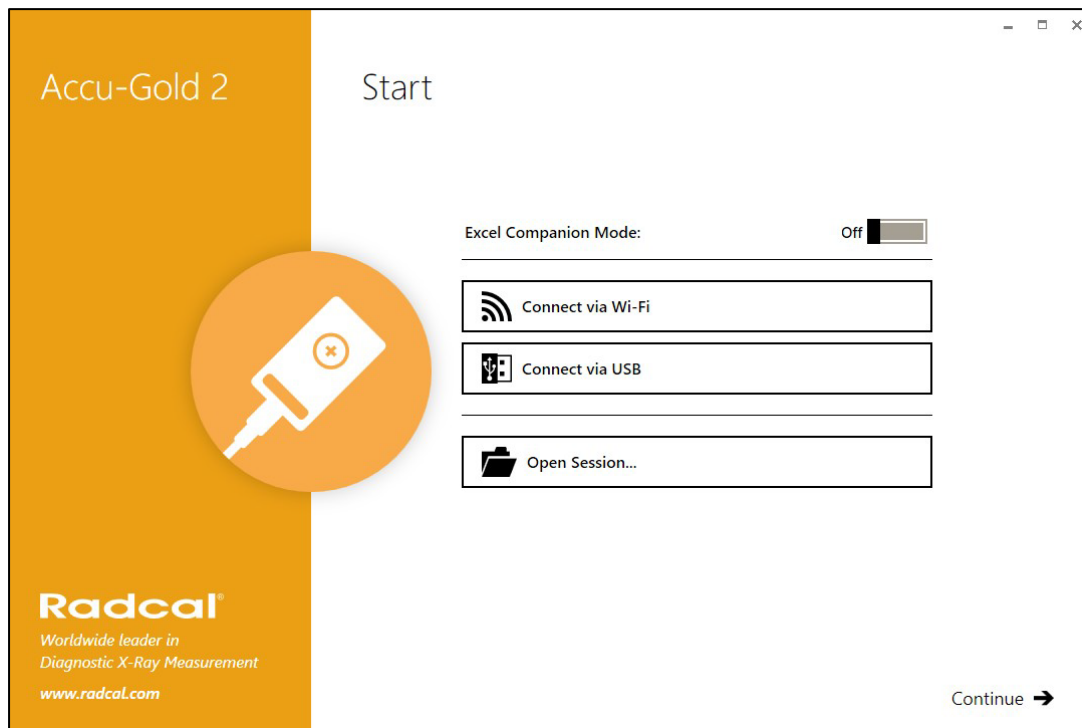 Accu-Gold 2
Start
Excel Companion Mode:
Off
Connect via Wi-Fi
Connect via USB
Open Session...
Radcal®
Worldwide leader in
Diagnostic X-Ray Measurement
www.radcal.com
Continue